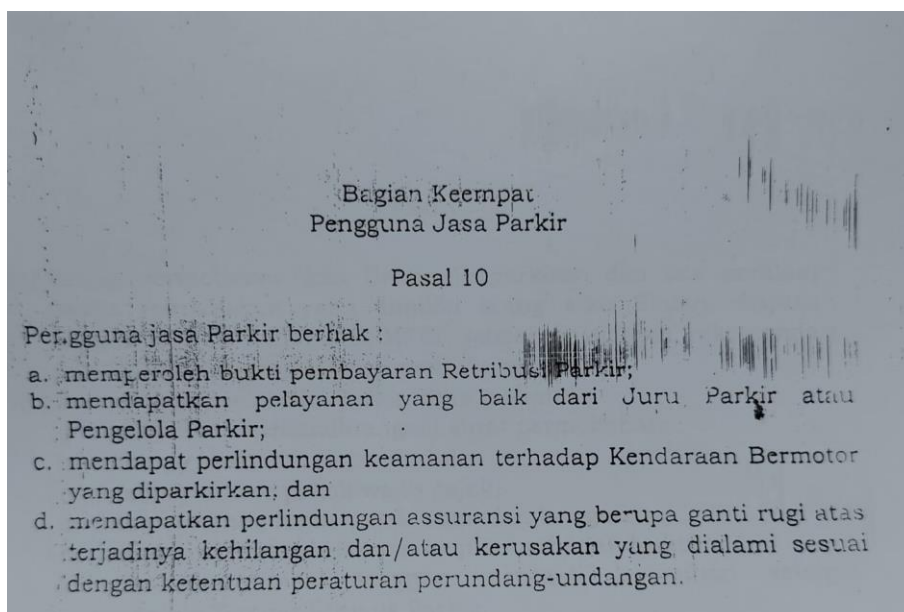 Bagian Keempat
Pengguna Jasa Parkir
Pasal 10
Pengguna jasa Parkir berhak :
a. memperoleh bukti pembayaran Retribusi Parkir;
b. mendapatkan pelayanan yang baik dari Juru Parkir atau
Pengelola Parkir;
c. mendapat perlindungan keamanan terhadap Kendaraan Bermotor
yang diparkirkan; dan
d. mendapatkan perlindungan assuransi yang berupa ganti rugi atas
terjadinya kehilangan dan/atau kerusakan yang dialami sesuai
dengan ketentuan peraturan perundang-undangan.